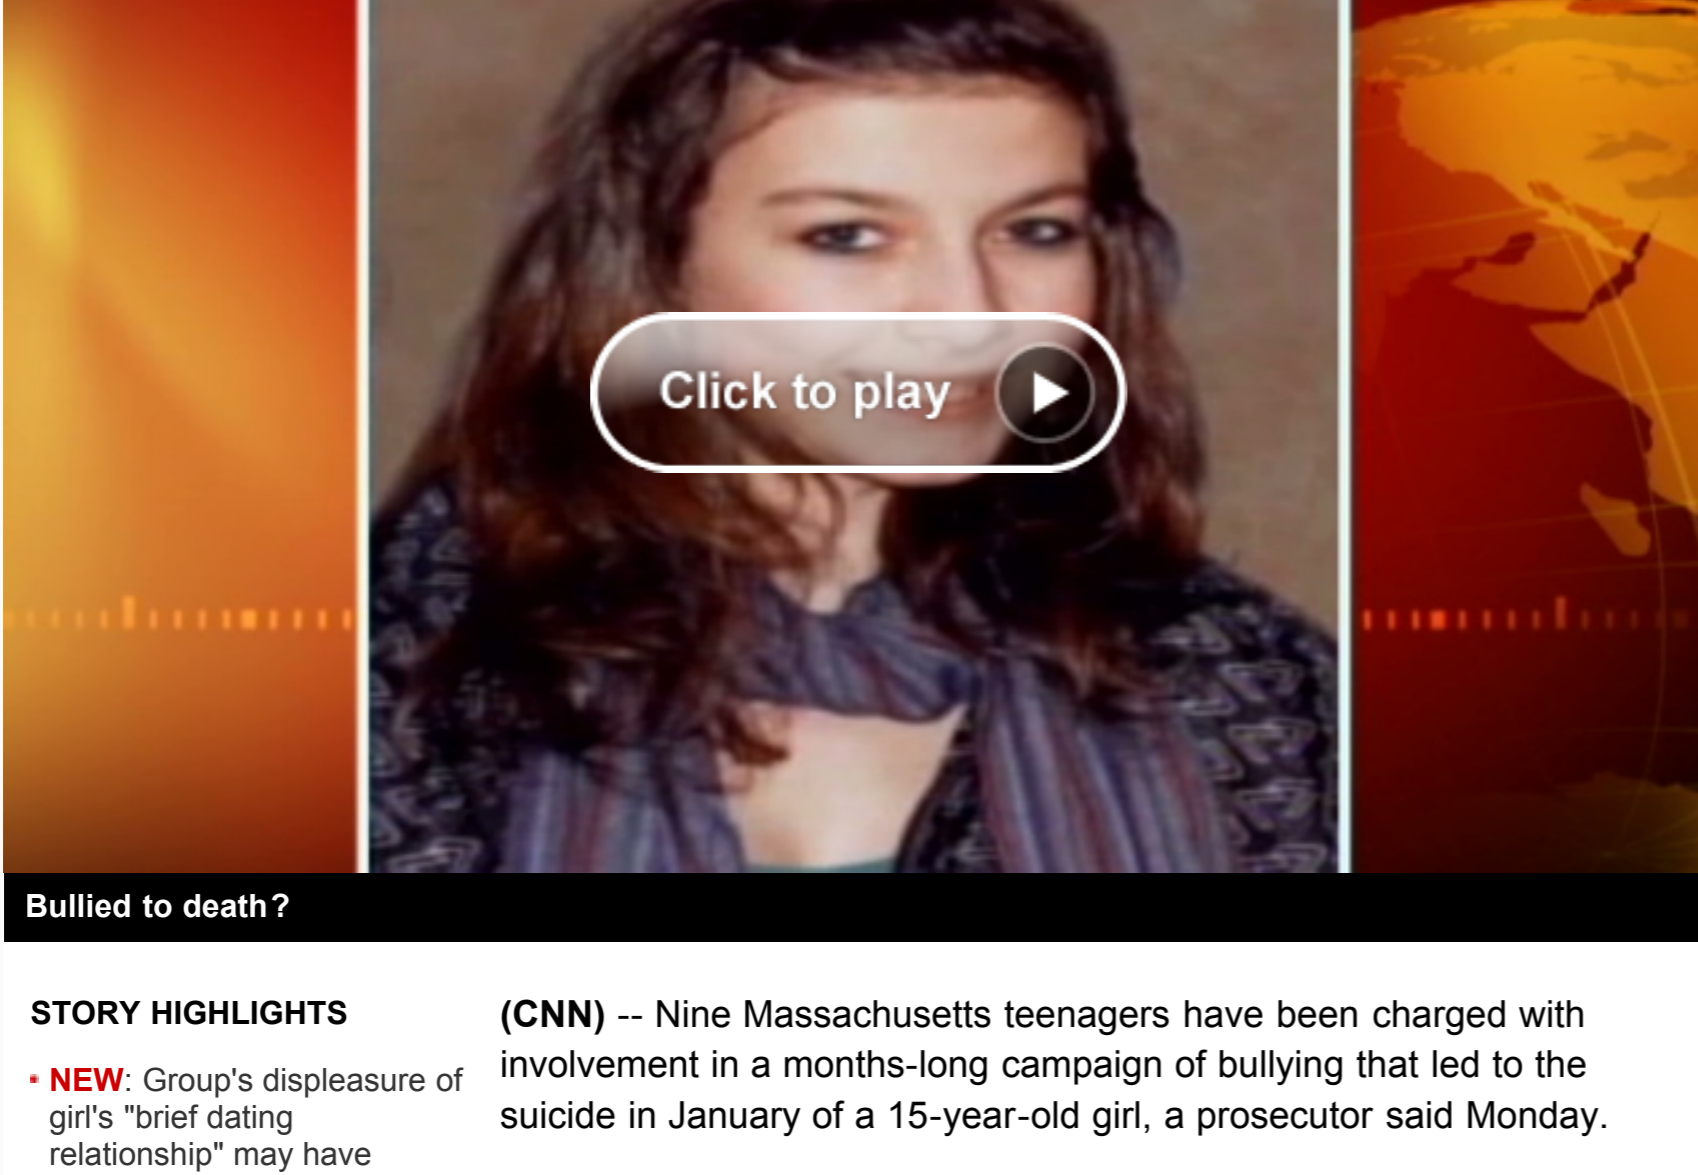 Click to play
Bullied to death?
STORY HIGHLIGHTS
NEW: Group's displeasure of
girl's "brief dating
relationship" may have
(CNN) -- Nine Massachusetts teenagers have been charged with
involvement in a months-long campaign of bullying that led to the
suicide in January of a 15-year-old girl, a prosecutor said Monday.